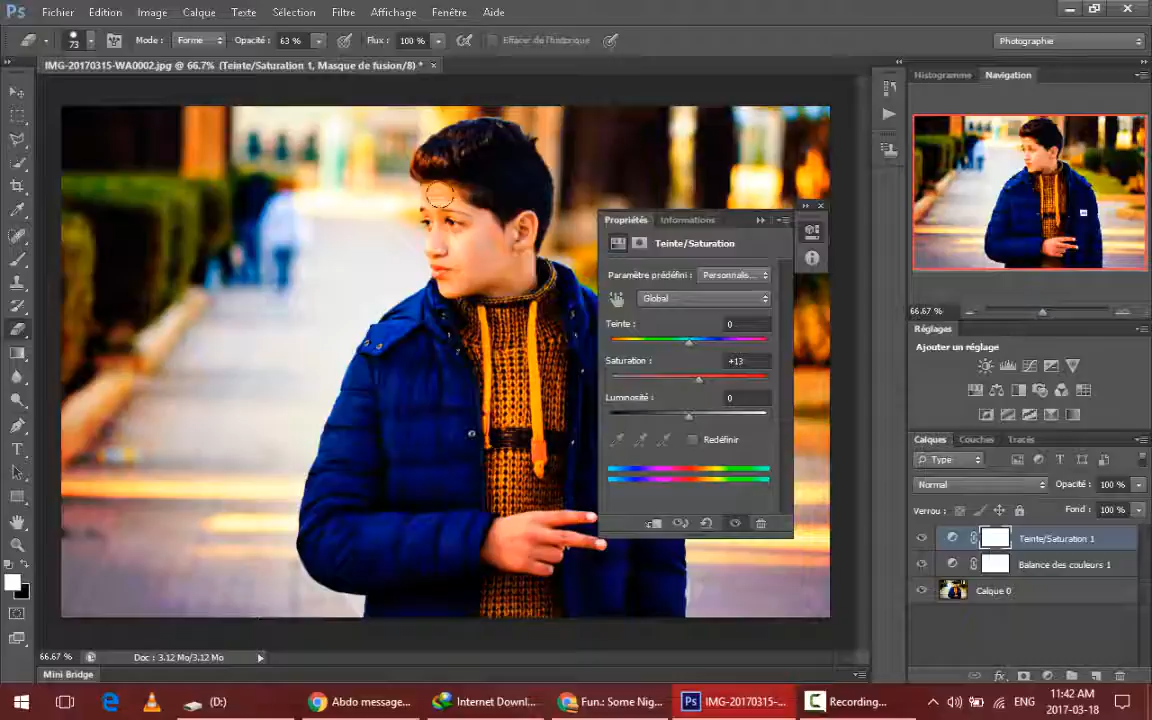 Ps Fichier Edition Image Calque Texte Sélection Filtre Affichage Fenêtre Aide
73 Mode : Forme Opacité : 63 % Flux : 100 % Effacer de l'historique Photographie
IMG-20170315-WA0002.jpg @ 66.7% (Teinte/Saturation 1, Masque de fusion/8) * ×
Histogramme Navigation
66.67 %
Réglages
Ajouter un réglage
Propriétés Informations
Teinte/Saturation
Paramètre prédéfini : Personnalis...
Global
Teinte : 0
Saturation : +13
Luminosité : 0
Redéfinir
Calques Couches Tracés
Type
Normal Opacité : 100 %
Verrou : Fond : 100 %
Teinte/Saturation 1
Balance des couleurs 1
Calque 0
fx
66.67 % Doc : 3.12 Mo/3.12 Mo
Mini Bridge
(D:) Abdo message... Internet Downl... Fun.: Some Nig... Ps IMG-20170315-... Recording... ENG
11:42 AM
2017-03-18